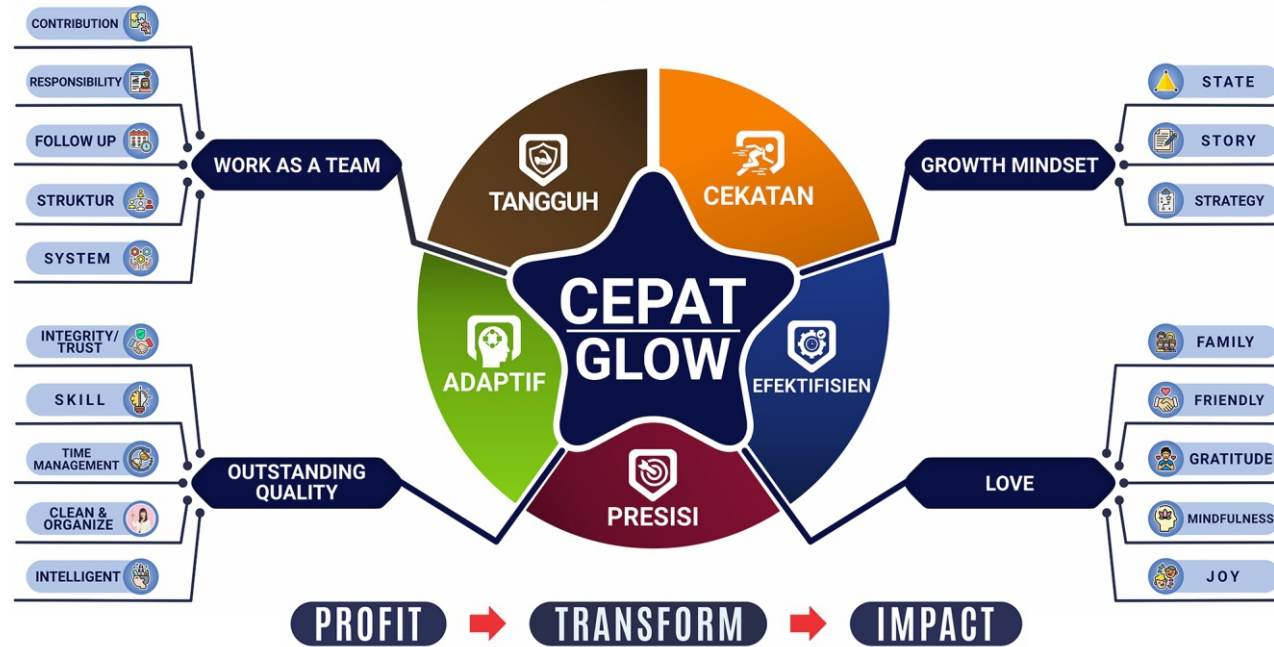 CONTRIBUTION
RESPONSIBILITY
FOLLOW UP
STRUKTUR
SYSTEM
WORK AS A TEAM
INTEGRITY/
TRUST
SKILL
TIME
MANAGEMENT
CLEAN &
ORGANIZE
INTELLIGENT
OUTSTANDING
QUALITY
TANGGUH
CEKATAN
ADAPTIF
EFEKTIFISIEN
PRESISI
CEPAT
GLOW
GROWTH MINDSET
STATE
STORY
STRATEGY
LOVE
FAMILY
FRIENDLY
GRATITUDE
MINDFULNESS
JOY
PROFIT
TRANSFORM
IMPACT